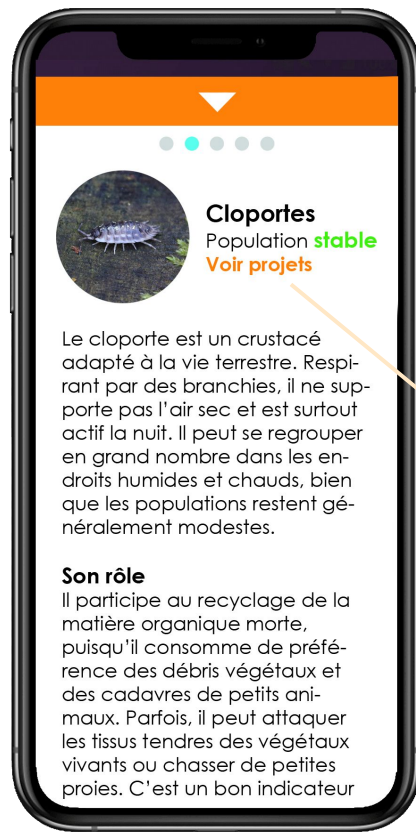 Cloportes
Population stable
Voir projets
Le cloporte est un crustacé
adapté à la vie terrestre. Respi-
rant par des branchies, il ne sup-
porte pas l'air sec et est surtout
actif la nuit. Il peut se regrouper
en grand nombre dans les en-
droits humides et chauds, bien
que les populations restent gé-
néralement modestes.
Son rôle
Il participe au recyclage de la
matière organique morte,
puisqu'il consomme de préfé-
rence des débris végétaux et
des cadavres de petits ani-
maux. Parfois, il peut attaquer
les tissus tendres des végétaux
vivants ou chasser de petites
proies. C'est un bon indicateur